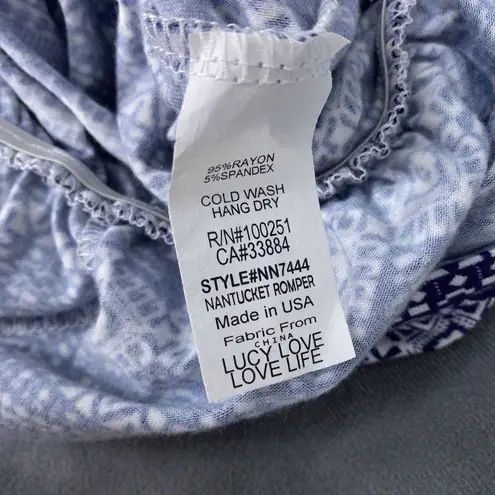 95%RAYON
5%SPANDEX
COLD WASH
HANG DRY
R/N#100251
CA#33884
STYLE#NN7444
NANTUCKET ROMPER
Made in USA
Fabric From
CHINA
LUCY LOVE
LOVE LIFE